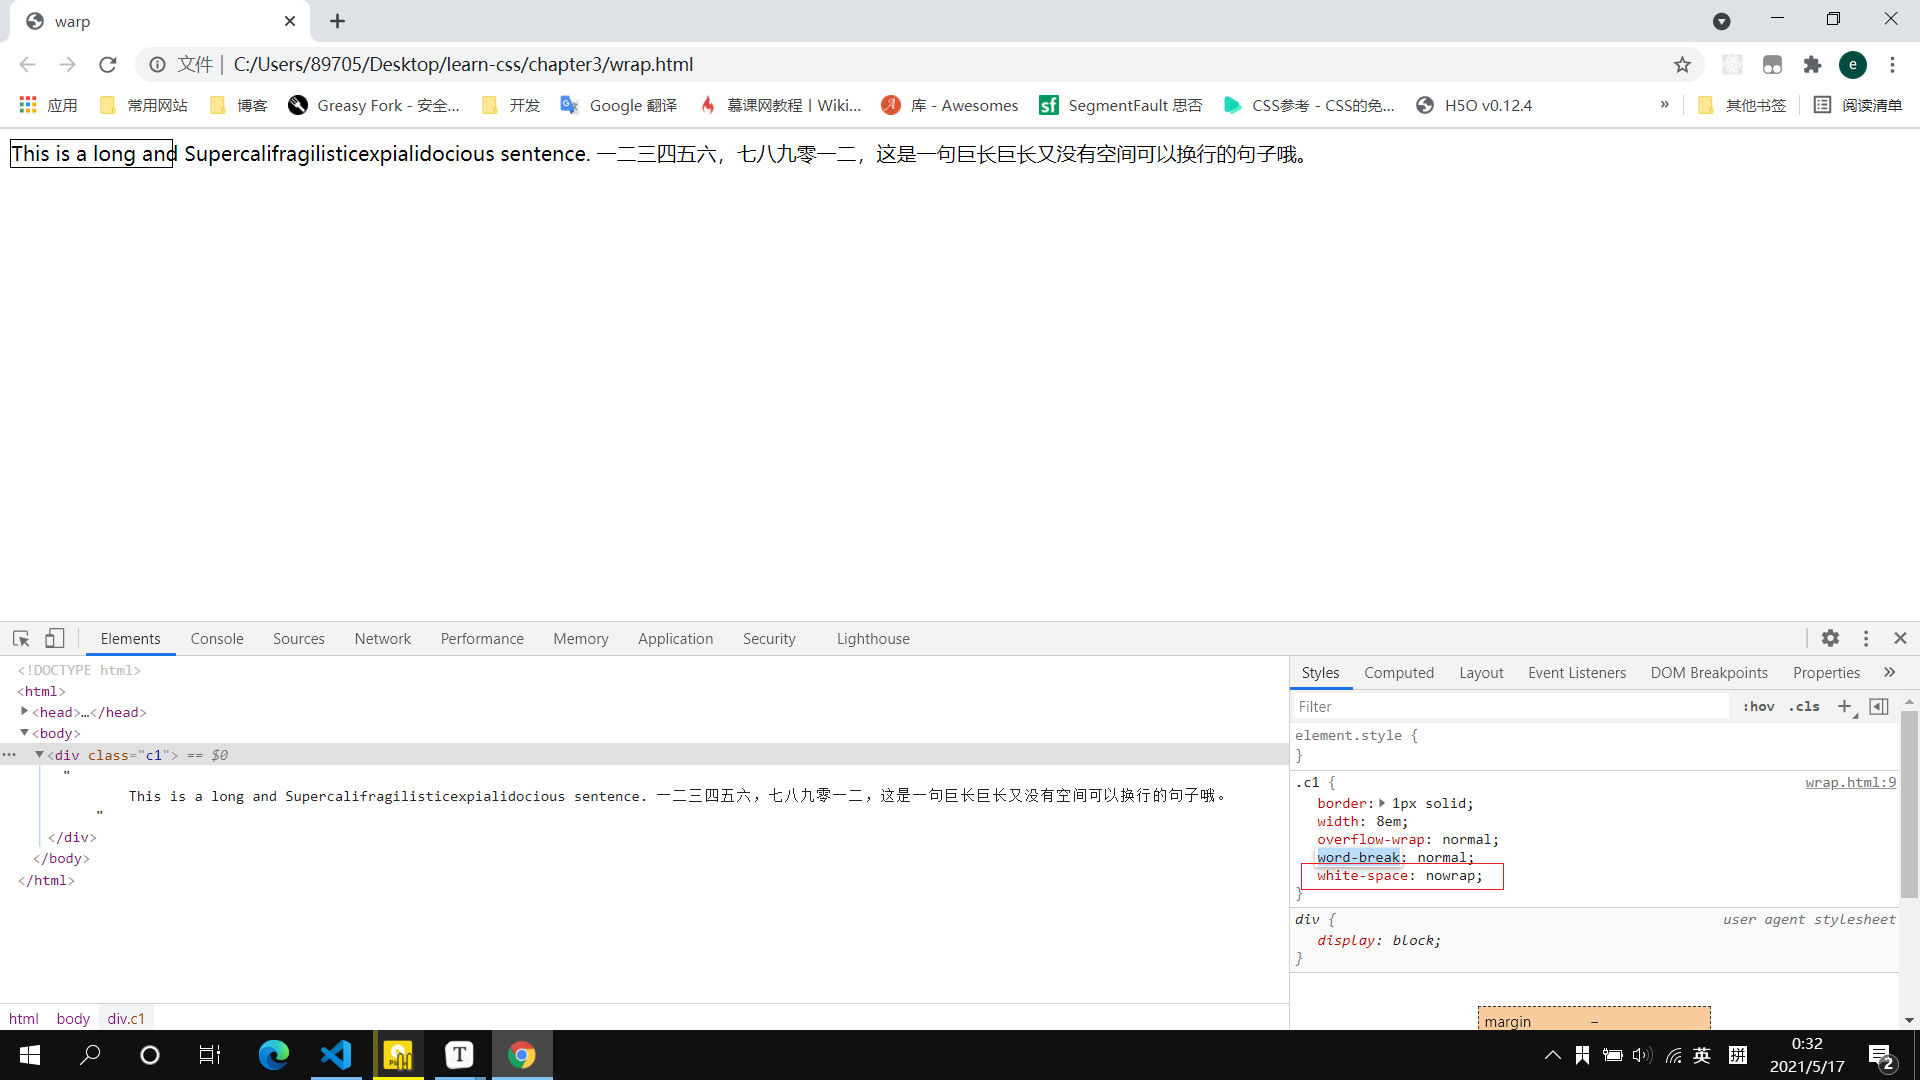 warp
文件 | C:/Users/89705/Desktop/learn-css/chapter3/wrap.html
e
应用 常用网站 博客 Greasy Fork - 安全... 开发 Google 翻译 慕课网教程丨Wiki... 库 - Awesomes SegmentFault 思否 CSS参考 - CSS的免... H5O v0.12.4 » 其他书签 阅读清单
This is a long and Supercalifragilisticexpialidocious sentence. 一二三四五六，七八九零一二，这是一句巨长巨长又没有空间可以换行的句子哦。
Elements Console Sources Network Performance Memory Application Security Lighthouse
<!DOCTYPE html>
<html>
<head>…</head>
<body>
<div class="c1"> == $0
"
This is a long and Supercalifragilisticexpialidocious sentence. 一二三四五六，七八九零一二，这是一句巨长巨长又没有空间可以换行的句子哦。
"
</div>
</body>
</html>
html body div.c1
Styles Computed Layout Event Listeners DOM Breakpoints Properties »
Filter :hov .cls
element.style {
}
.c1 { wrap.html:9
border: 1px solid;
width: 8em;
overflow-wrap: normal;
word-break: normal;
white-space: nowrap;
}
div { user agent stylesheet
display: block;
}
margin –
T
英 拼
0:32
2021/5/17
2